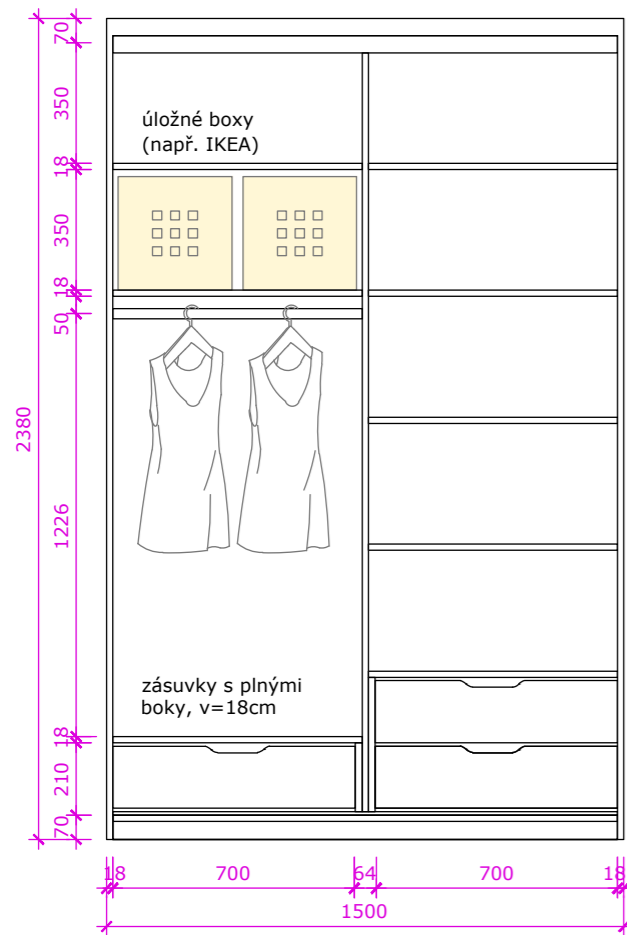 70
350
úložné boxy
(např. IKEA)
18
350
18
50
2380
1226
zásuvky s plnými
boky, v=18cm
18
210
70
18 700 64 700 18
1500